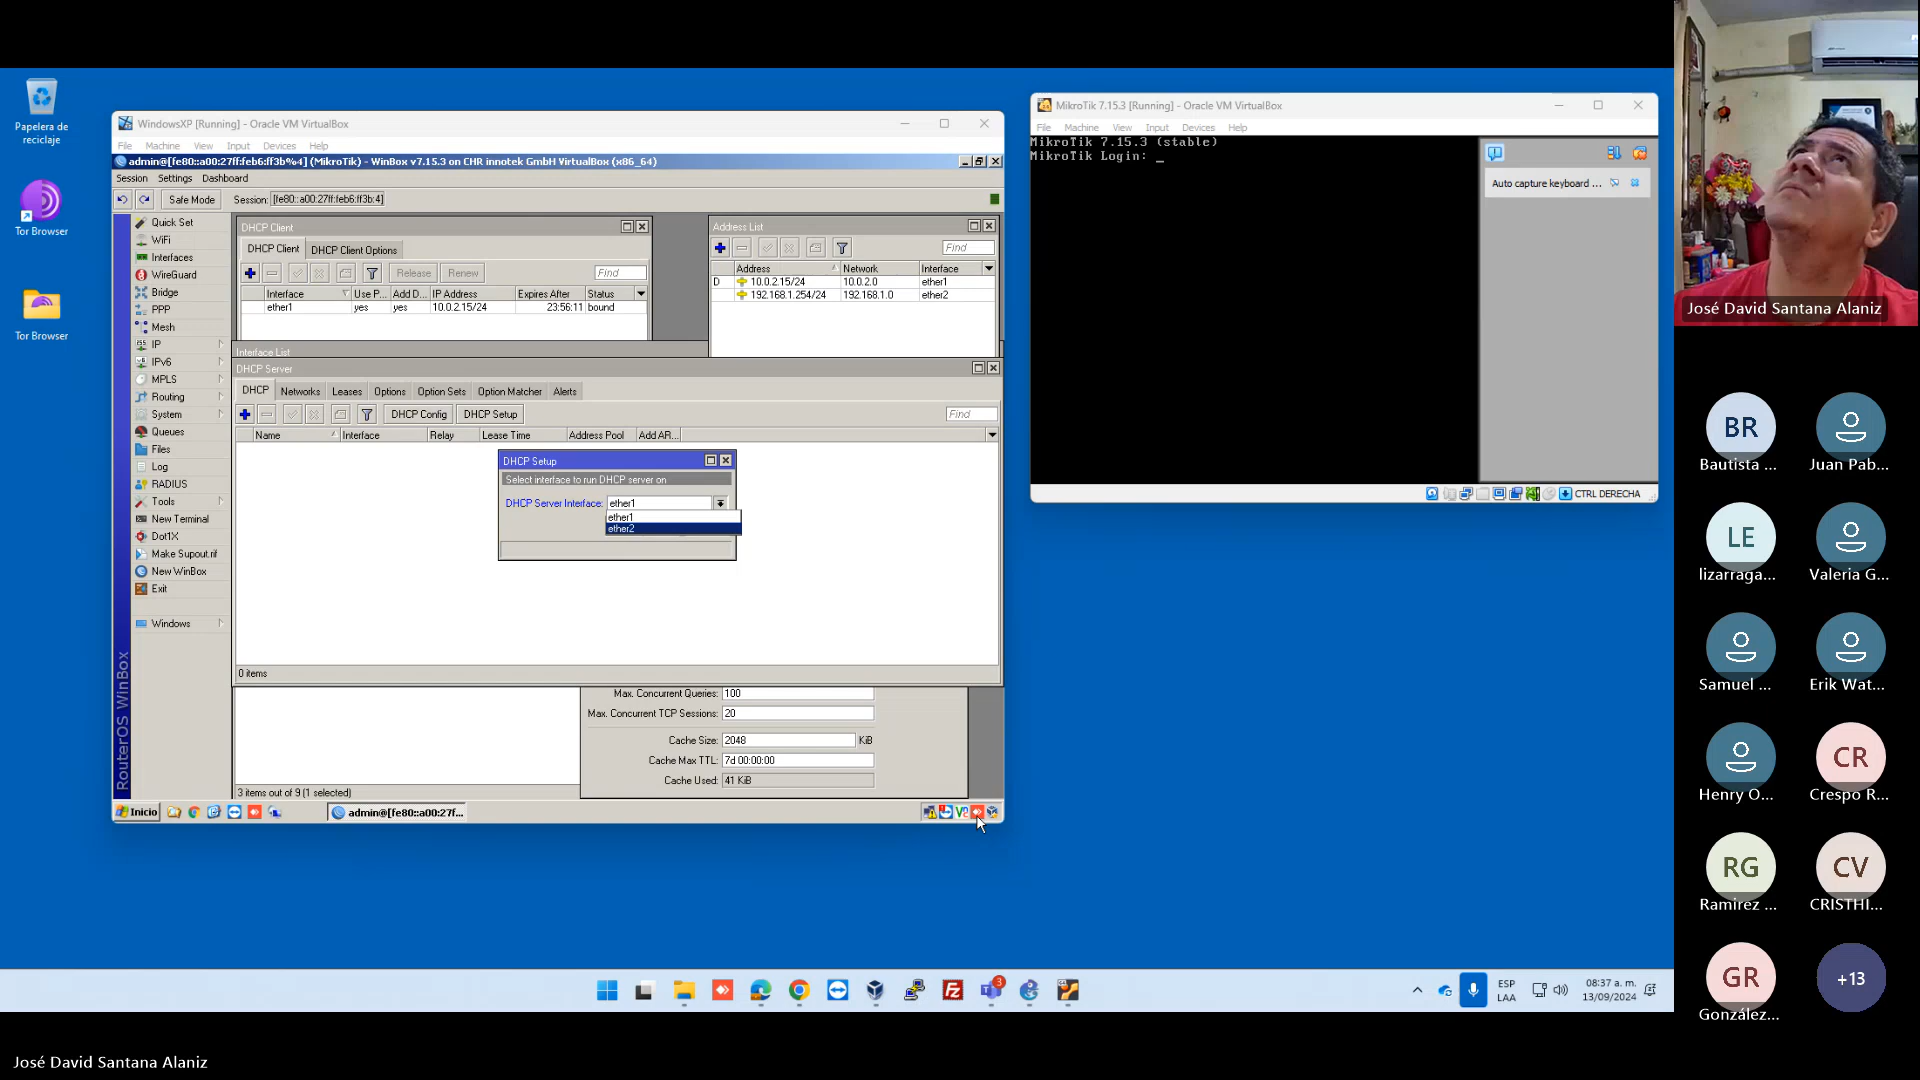 Papelera de
reciclaje
Tor Browser
Tor Browser
WindowsXP [Running] - Oracle VM VirtualBox
File Machine View Input Devices Help
admin@[fe80::a00:27ff:feb6:ff3b%4] (MikroTik) - WinBox v7.15.3 on CHR innotek GmbH VirtualBox (x86_64)
Session Settings Dashboard
Safe Mode Session: [fe80::a00:27ff:feb6:ff3b:4]
Quick Set
WiFi
Interfaces
WireGuard
Bridge
PPP
Mesh
IP
IPv6
MPLS
Routing
System
Queues
Files
Log
RADIUS
Tools
New Terminal
Dot1X
Make Supout.rif
New WinBox
Exit
Windows
RouterOS WinBox
DHCP Client
DHCP Client DHCP Client Options
Release Renew Find
Interface Use P... Add D... IP Address Expires After Status
ether1 yes yes 10.0.2.15/24 23:56:11 bound
Address List
Find
Address Network Interface
D 10.0.2.15/24 10.0.2.0 ether1
192.168.1.254/24 192.168.1.0 ether2
Interface List
DHCP Server
DHCP Networks Leases Options Option Sets Option Matcher Alerts
DHCP Config DHCP Setup Find
Name Interface Relay Lease Time Address Pool Add AR...
DHCP Setup
Select interface to run DHCP server on
DHCP Server Interface: ether1
ether1
ether2
0 items
Max. Concurrent Queries: 100
Max. Concurrent TCP Sessions: 20
Cache Size: 2048 KiB
Cache Max TTL: 7d 00:00:00
Cache Used: 41 KiB
3 items out of 9 (1 selected)
Inicio admin@[fe80::a00:27f...
MikroTik 7.15.3 [Running] - Oracle VM VirtualBox
File Machine View Input Devices Help
MikroTik 7.15.3 (stable)
MikroTik Login: _
Auto capture keyboard ...
CTRL DERECHA
José David Santana Alaniz
BR
Bautista ...
Juan Pab...
LE
lizarraga...
Valeria G...
Samuel ...
Erik Wat...
Henry O...
CR
Crespo R...
RG
Ramirez ...
CV
CRISTHI...
GR
González...
+13
3
ESP
LAA
08:37 a. m.
13/09/2024
José David Santana Alaniz